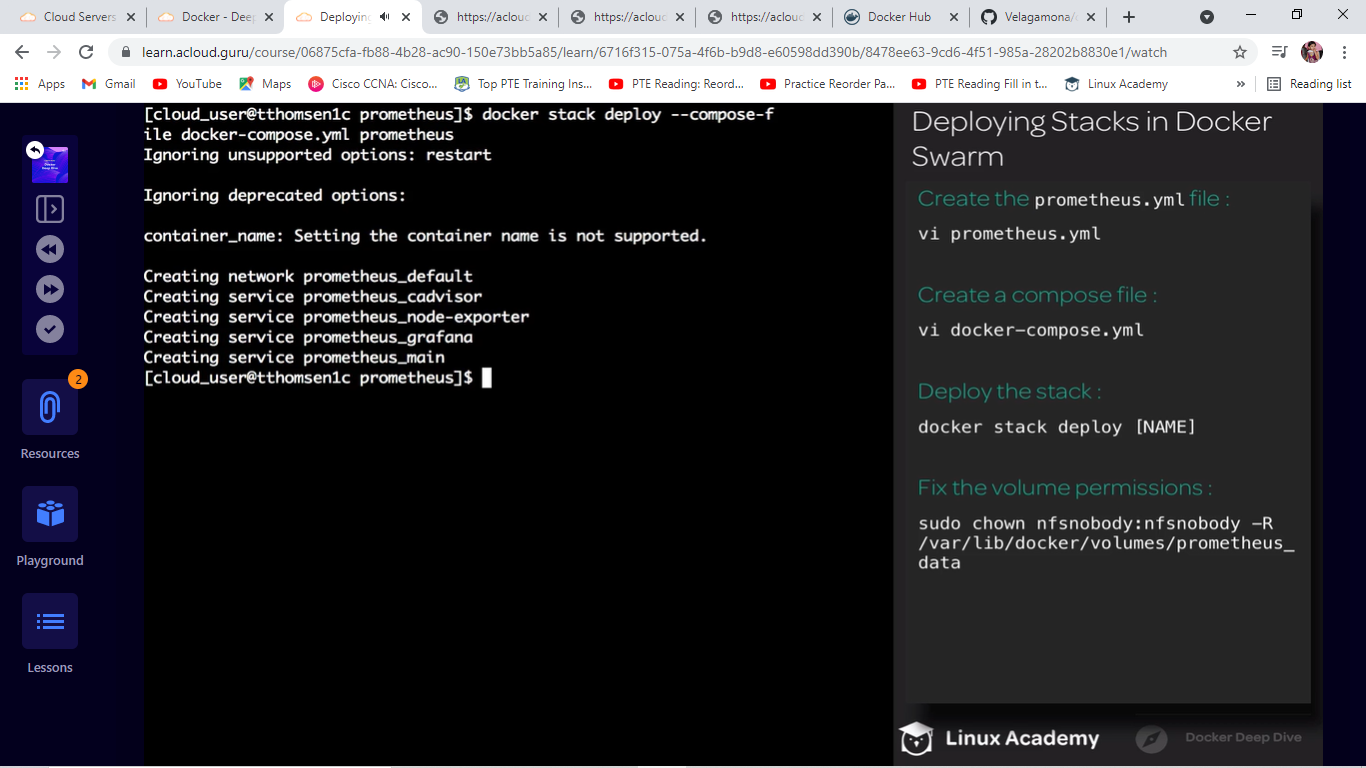 Cloud Servers
Docker - Deep
Deploying
https://acloud
https://acloud
https://acloud
Docker Hub
Velagamona/
learn.acloud.guru/course/06875cfa-fb88-4b28-ac90-150e73bb5a85/learn/6716f315-075a-4f6b-b9d8-e60598dd390b/8478ee63-9cd6-4f51-985a-28202b8830e1/watch
Apps
Gmail
YouTube
Maps
Cisco CCNA: Cisco...
Top PTE Training Ins...
PTE Reading: Reord...
Practice Reorder Pa...
PTE Reading Fill in t...
Linux Academy
»
Reading list
[cloud_user@tthomsen1c prometheus]$ docker stack deploy --compose-f
ile docker-compose.yml prometheus
Ignoring unsupported options: restart
Ignoring deprecated options:
container_name: Setting the container name is not supported.
Creating network prometheus_default
Creating service prometheus_cadvisor
Creating service prometheus_node-exporter
Creating service prometheus_grafana
Creating service prometheus_main
[cloud_user@tthomsen1c prometheus]$
2
Resources
Playground
Lessons
Deploying Stacks in Docker
Swarm
Create the prometheus.yml file :
vi prometheus.yml
Create a compose file :
vi docker-compose.yml
Deploy the stack :
docker stack deploy [NAME]
Fix the volume permissions :
sudo chown nfsnobody:nfsnobody -R
/var/lib/docker/volumes/prometheus_
data
Linux Academy
Docker Deep Dive